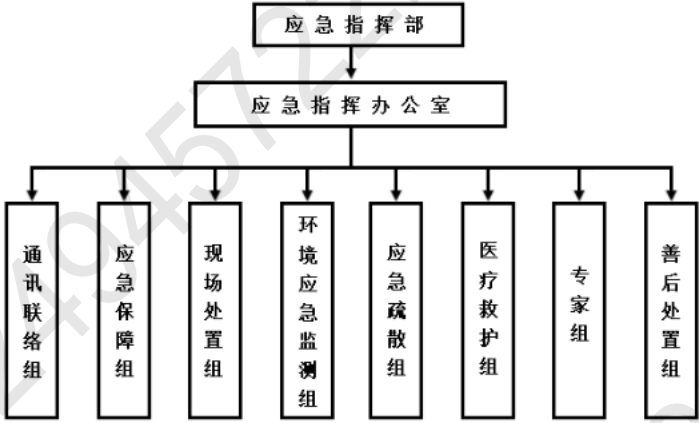 应急指挥部
应急指挥办公室
通讯联络组
应急保障组
现场处置组
环境应急监测组
应急疏散组
医疗救护组
专家组
善后处置组